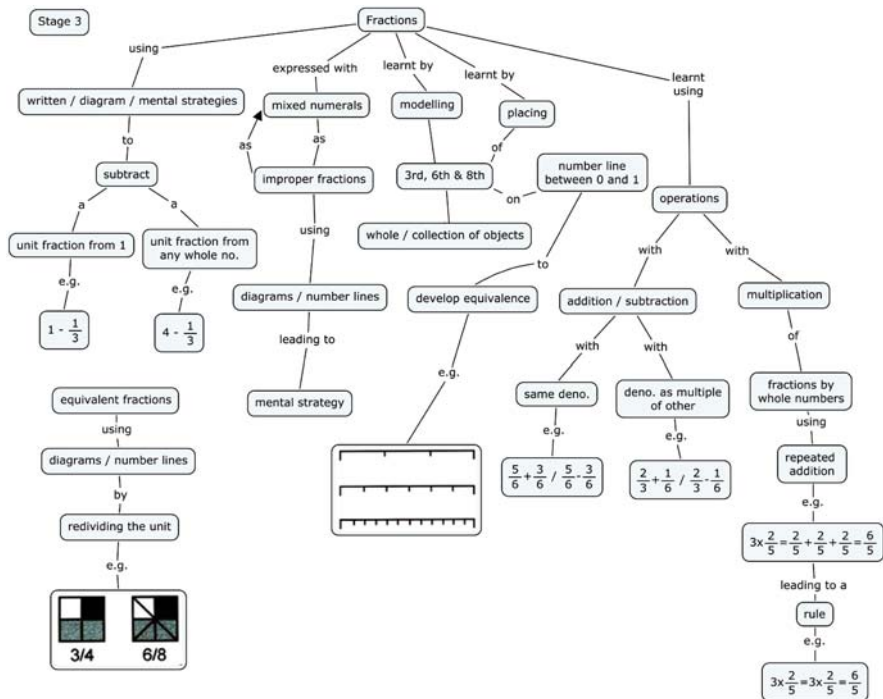 Stage 3
Fractions
using
expressed with
learnt by
learnt by
learnt
using
written / diagram / mental strategies
mixed numerals
modelling
placing
to
as
as
of
subtract
improper fractions
3rd, 6th & 8th
on
number line
between 0 and 1
operations
a
a
unit fraction from 1
unit fraction from
any whole no.
using
whole / collection of objects
to
with
with
e.g.
e.g.
diagrams / number lines
develop equivalence
addition / subtraction
multiplication
1 - 1/3
4 - 1/3
leading to
e.g.
with
with
of
equivalent fractions
mental strategy
same deno.
deno. as multiple
of other
fractions by
whole numbers
using
e.g.
e.g.
using
diagrams / number lines
5/6 + 3/6 / 5/6 - 3/6
2/3 + 1/6 / 2/3 - 1/6
repeated
addition
by
e.g.
redividing the unit
3x 2/5 = 2/5 + 2/5 + 2/5 = 6/5
e.g.
leading to a
3/4
6/8
rule
e.g.
3x 2/5 = 3x 2/5 = 6/5